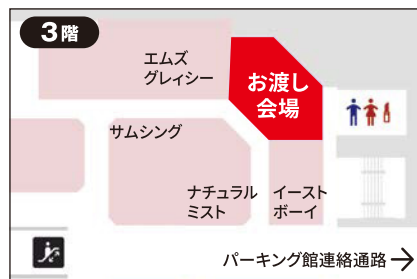 3階
エムズ
グレイシー
お渡し
会場
サムシング
ナチュラル
ミスト
イースト
ボーイ
パーキング館連絡通路→